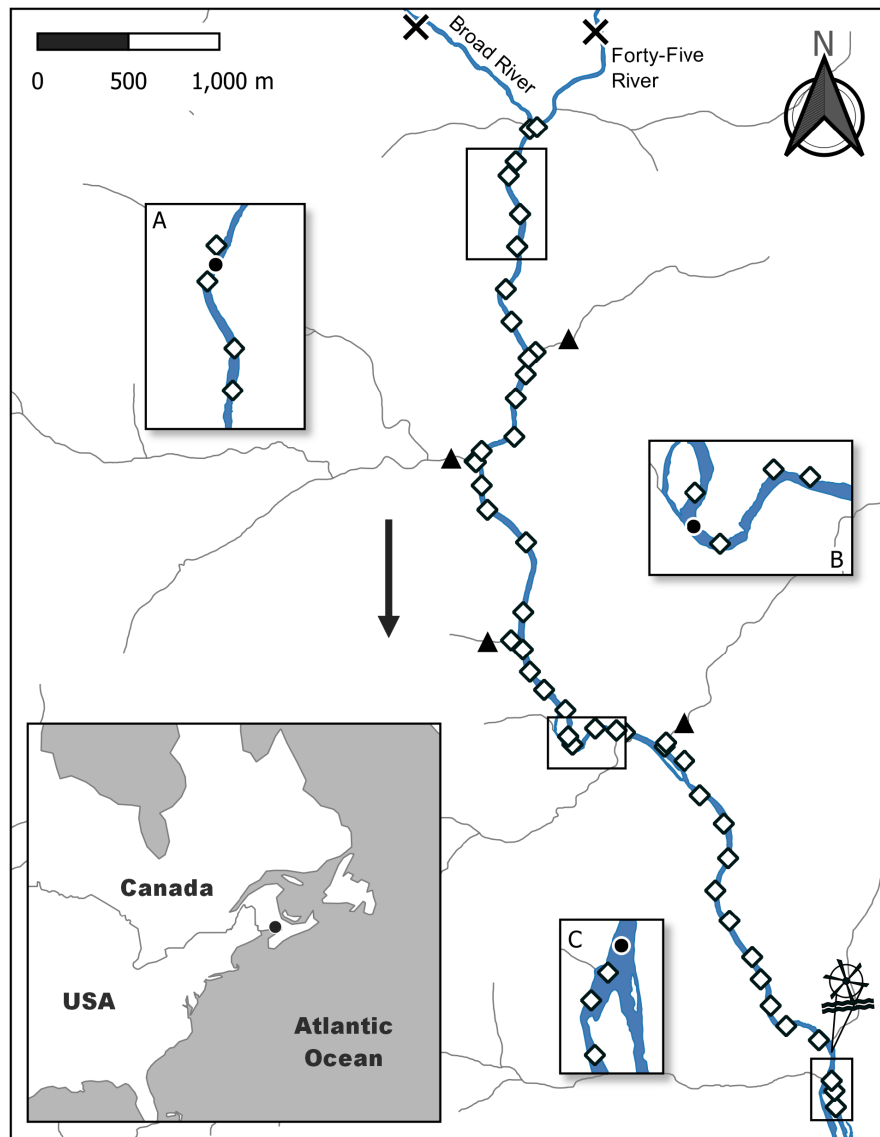 Broad River
Forty-Five
River
N
0 500 1,000 m
A
B
Canada
USA
Atlantic
Ocean
C